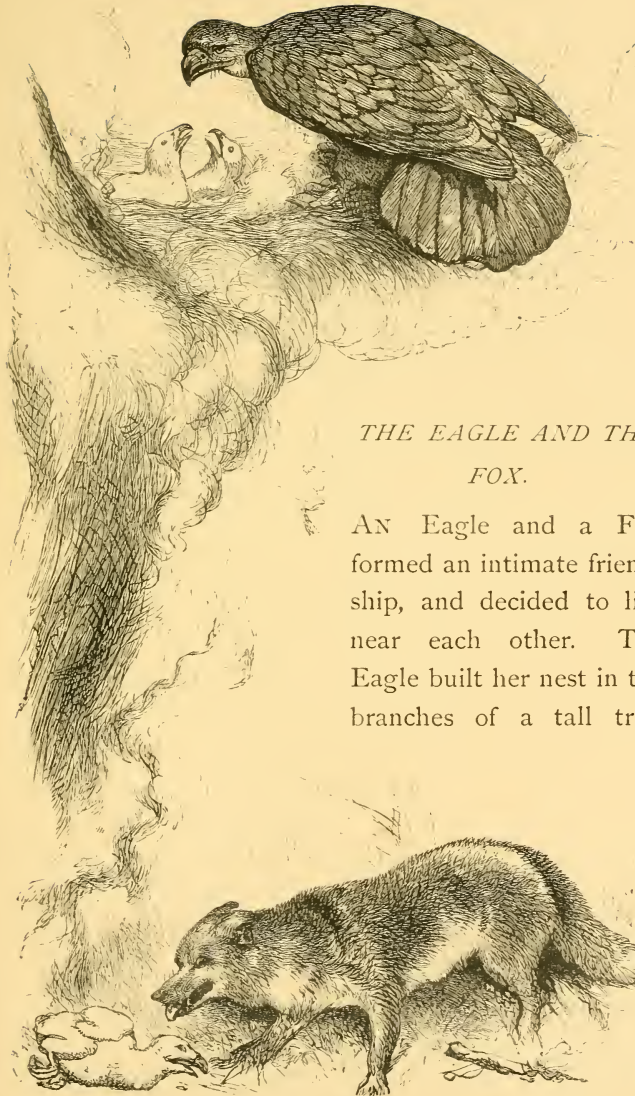 THE EAGLE AND TH
FOX.
AN Eagle and a F
formed an intimate frien
ship, and decided to li
near each other. T
Eagle built her nest in t
branches of a tall tr